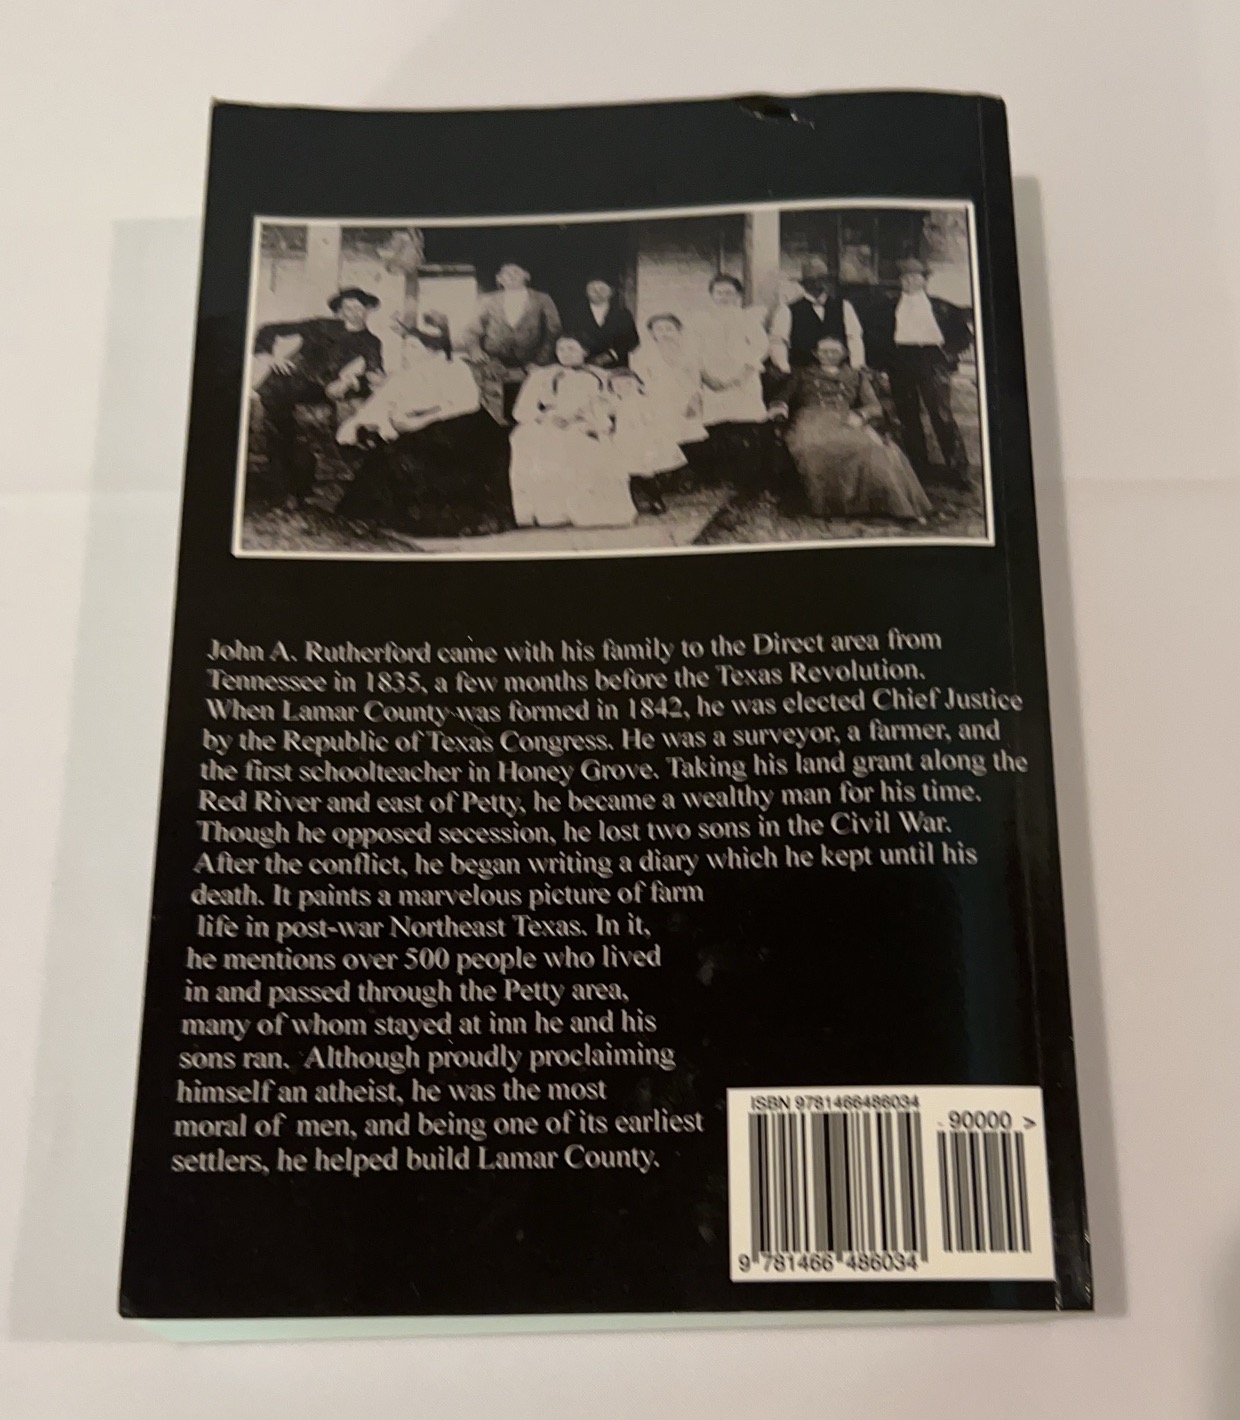 John A. Rutherford came with his family to the Direct area from
Tennessee in 1835, a few months before the Texas Revolution.
When Lamar County was formed in 1842, he was elected Chief Justice
by the Republic of Texas Congress. He was a surveyor, a farmer, and
the first schoolteacher in Honey Grove. Taking his land grant along the
Red River and east of Petty, he became a wealthy man for his time.
Though he opposed secession, he lost two sons in the Civil War.
After the conflict, he began writing a diary which he kept until his
death. It paints a marvelous picture of farm
life in post-war Northeast Texas. In it,
he mentions over 500 people who lived
in and passed through the Petty area,
many of whom stayed at inn he and his
sons ran. Although proudly proclaiming
himself an atheist, he was the most
moral of men, and being one of its earliest
settlers, he helped build Lamar County.
ISBN 9781466486034
90000 >
9 781466 486034